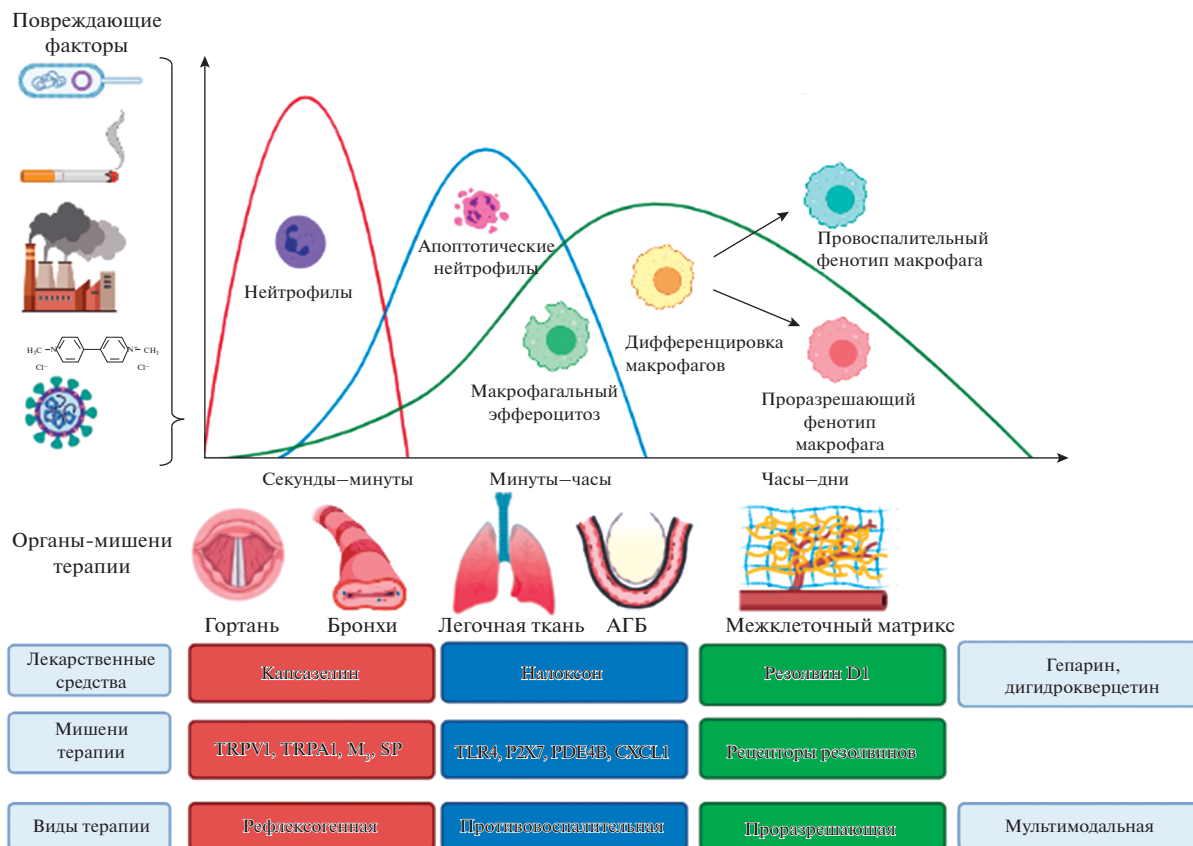 Повреждающие
факторы
H₃C
N⁺
N⁺
CH₃
Cl⁻
Cl⁻
Нейтрофилы
Апоптотические
нейтрофилы
Макрофагальный
эффероцитоз
Дифференцировка
макрофагов
Провоспалительный
фенотип макрофага
Проразрешающий
фенотип
макрофага
Секунды–минуты
Минуты–часы
Часы–дни
Органы-мишени
терапии
Гортань
Бронхи
Легочная ткань
АГБ
Межклеточный матрикс
Лекарственные
средства
Капсазепин
Налоксон
Резолвин D1
Гепарин,
дигидрокверцетин
Мишени
терапии
TRPV1, TRPA1, M₃, SP
TLR4, P2X7, PDE4B, CXCL1
Рецепторы резолвинов
Виды терапии
Рефлексогенная
Противовоспалительная
Проразрешающая
Мультимодальная